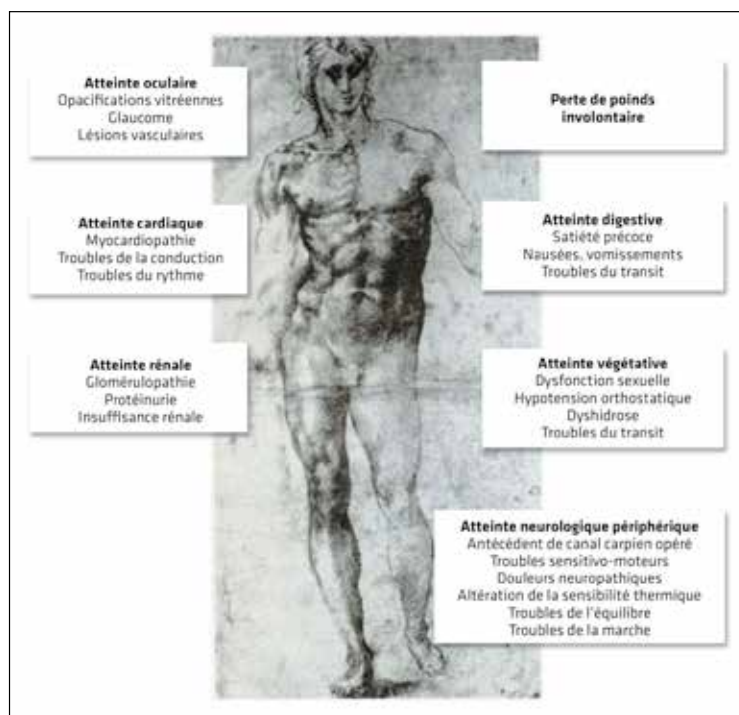 Atteinte oculaire
Opacifications vitréennes
Glaucome
Lésions vasculaires
Perte de poinds
involontaire
Atteinte cardiaque
Myocardiopathie
Troubles de la conduction
Troubles du rythme
Atteinte digestive
Satiété précoce
Nausées, vomissements
Troubles du transit
Atteinte rénale
Glomérulopathie
Protéinurie
Insuffisance rénale
Atteinte végétative
Dysfonction sexuelle
Hypotension orthostatique
Dyshidrose
Troubles du transit
Atteinte neurologique périphérique
Antécédent de canal carpien opéré
Troubles sensitivo-moteurs
Douleurs neuropathiques
Altération de la sensibilité thermique
Troubles de l'équilibre
Troubles de la marche